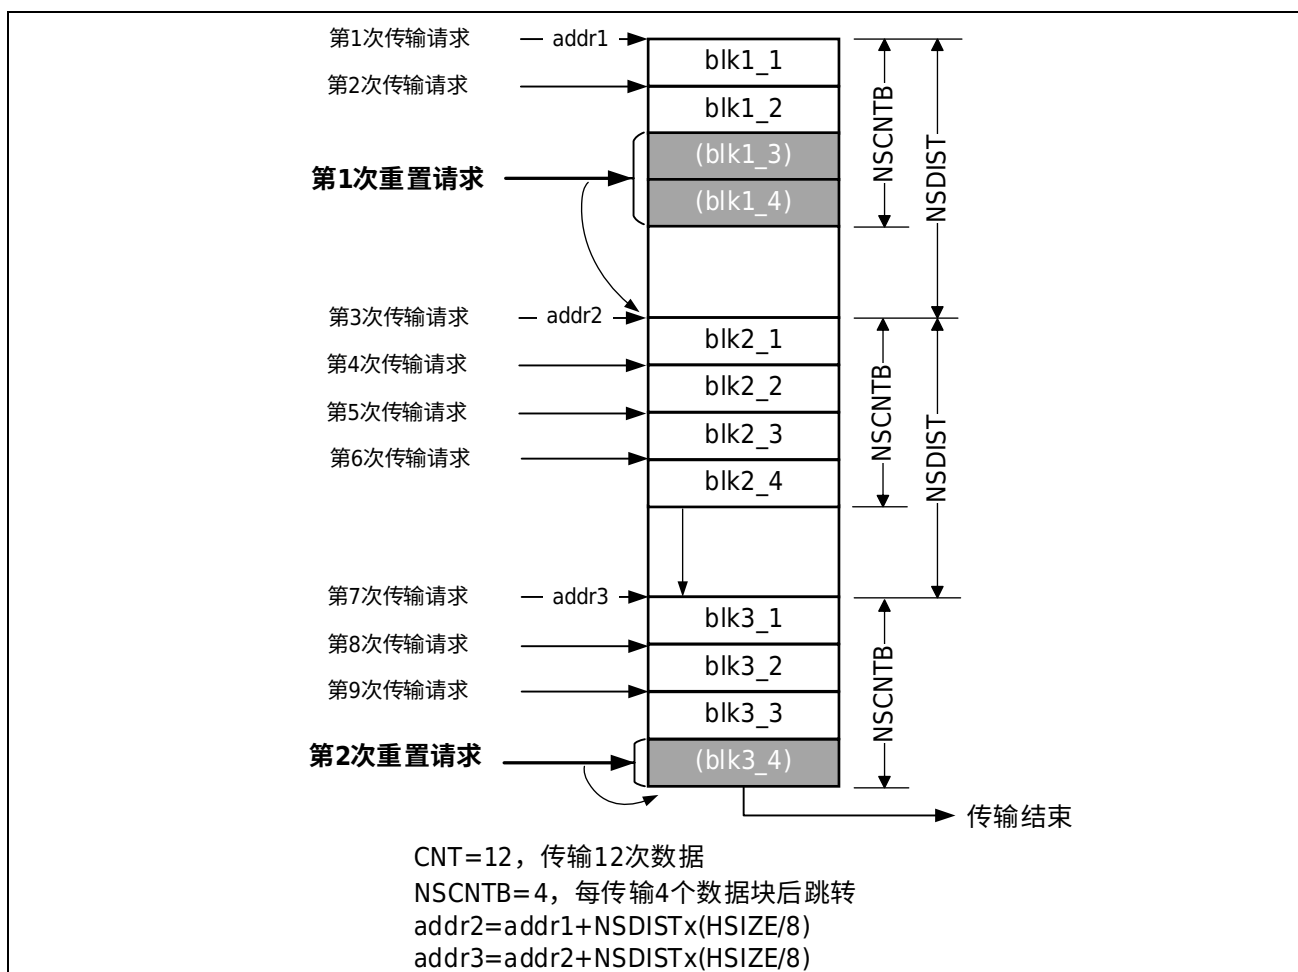 第1次传输请求
addr1
blk1_1
第2次传输请求
blk1_2
(blk1_3)
第1次重置请求
(blk1_4)
NSCNTB
NSDIST
第3次传输请求
addr2
blk2_1
第4次传输请求
blk2_2
第5次传输请求
blk2_3
第6次传输请求
blk2_4
NSCNTB
NSDIST
第7次传输请求
addr3
blk3_1
第8次传输请求
blk3_2
第9次传输请求
blk3_3
第2次重置请求
(blk3_4)
NSCNTB
传输结束
CNT=12，传输12次数据
NSCNTB=4，每传输4个数据块后跳转
addr2=addr1+NSDISTx(HSIZE/8)
addr3=addr2+NSDISTx(HSIZE/8)